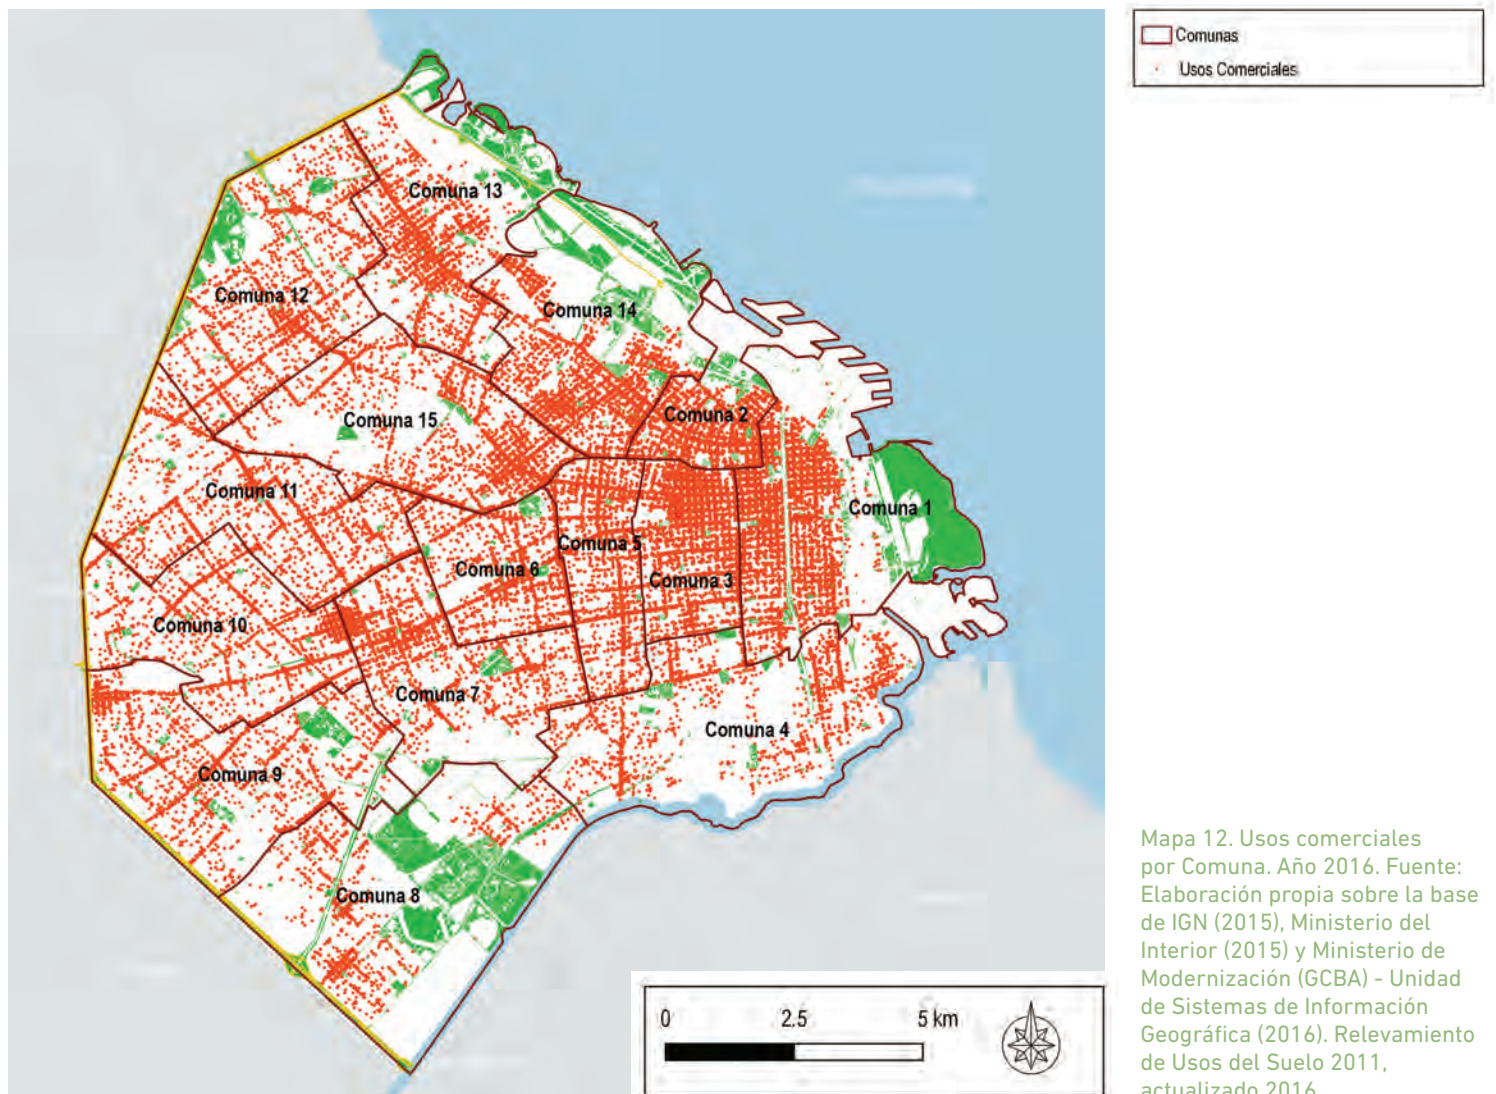 Comunas
Usos Comerciales
Comuna 13
Comuna 12
Comuna 14
Comuna 2
Comuna 15
Comuna 11
Comuna 1
Comuna 5
Comuna 6
Comuna 3
Comuna 10
Comuna 7
Comuna 4
Comuna 9
Comuna 8
0 2.5 5 km
Mapa 12. Usos comerciales
por Comuna. Año 2016. Fuente:
Elaboración propia sobre la base
de IGN (2015), Ministerio del
Interior (2015) y Ministerio de
Modernización (GCBA) - Unidad
de Sistemas de Información
Geográfica (2016). Relevamiento
de Usos del Suelo 2011,
actualizado 2016